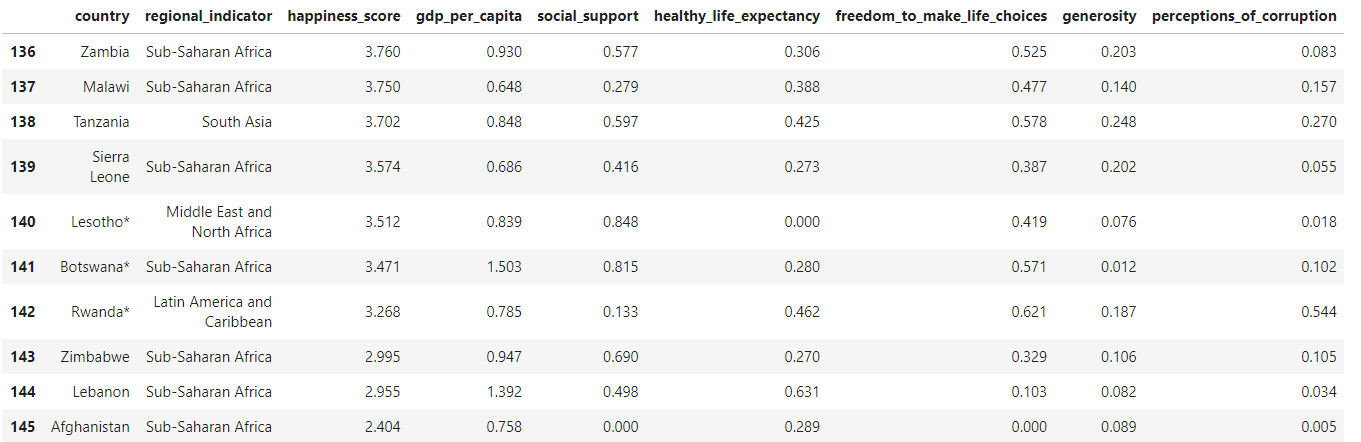 country regional_indicator happiness_score gdp_per_capita social_support healthy_life_expectancy freedom_to_make_life_choices generosity perceptions_of_corruption
136 Zambia Sub-Saharan Africa 3.760 0.930 0.577 0.306 0.525 0.203 0.083
137 Malawi Sub-Saharan Africa 3.750 0.648 0.279 0.388 0.477 0.140 0.157
138 Tanzania South Asia 3.702 0.848 0.597 0.425 0.578 0.248 0.270
139 Sierra Leone Sub-Saharan Africa 3.574 0.686 0.416 0.273 0.387 0.202 0.055
140 Lesotho* Middle East and North Africa 3.512 0.839 0.848 0.000 0.419 0.076 0.018
141 Botswana* Sub-Saharan Africa 3.471 1.503 0.815 0.280 0.571 0.012 0.102
142 Rwanda* Latin America and Caribbean 3.268 0.785 0.133 0.462 0.621 0.187 0.544
143 Zimbabwe Sub-Saharan Africa 2.995 0.947 0.690 0.270 0.329 0.106 0.105
144 Lebanon Sub-Saharan Africa 2.955 1.392 0.498 0.631 0.103 0.082 0.034
145 Afghanistan Sub-Saharan Africa 2.404 0.758 0.000 0.289 0.000 0.089 0.005